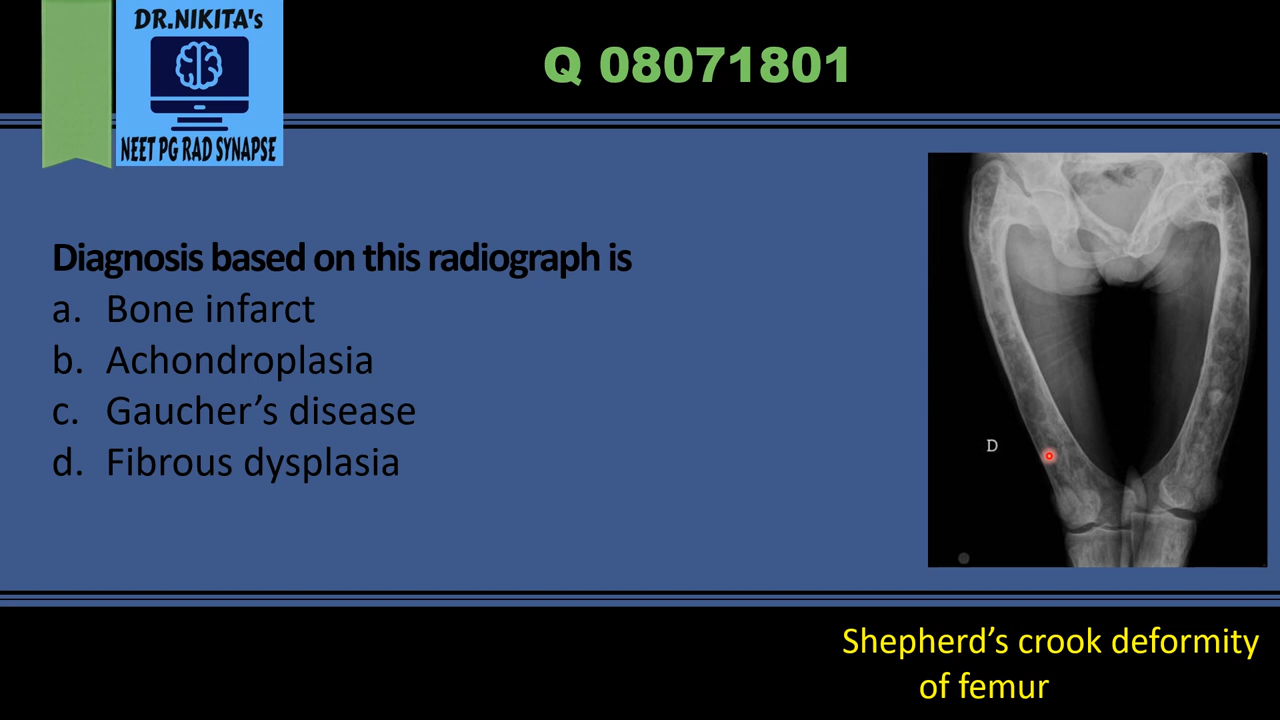 DR.NIKITA's
NEET PG RAD SYNAPSE
Q 08071801
Diagnosis based on this radiograph is
a. Bone infarct
b. Achondroplasia
c. Gaucher’s disease
d. Fibrous dysplasia
D
Shepherd’s crook deformity
of femur